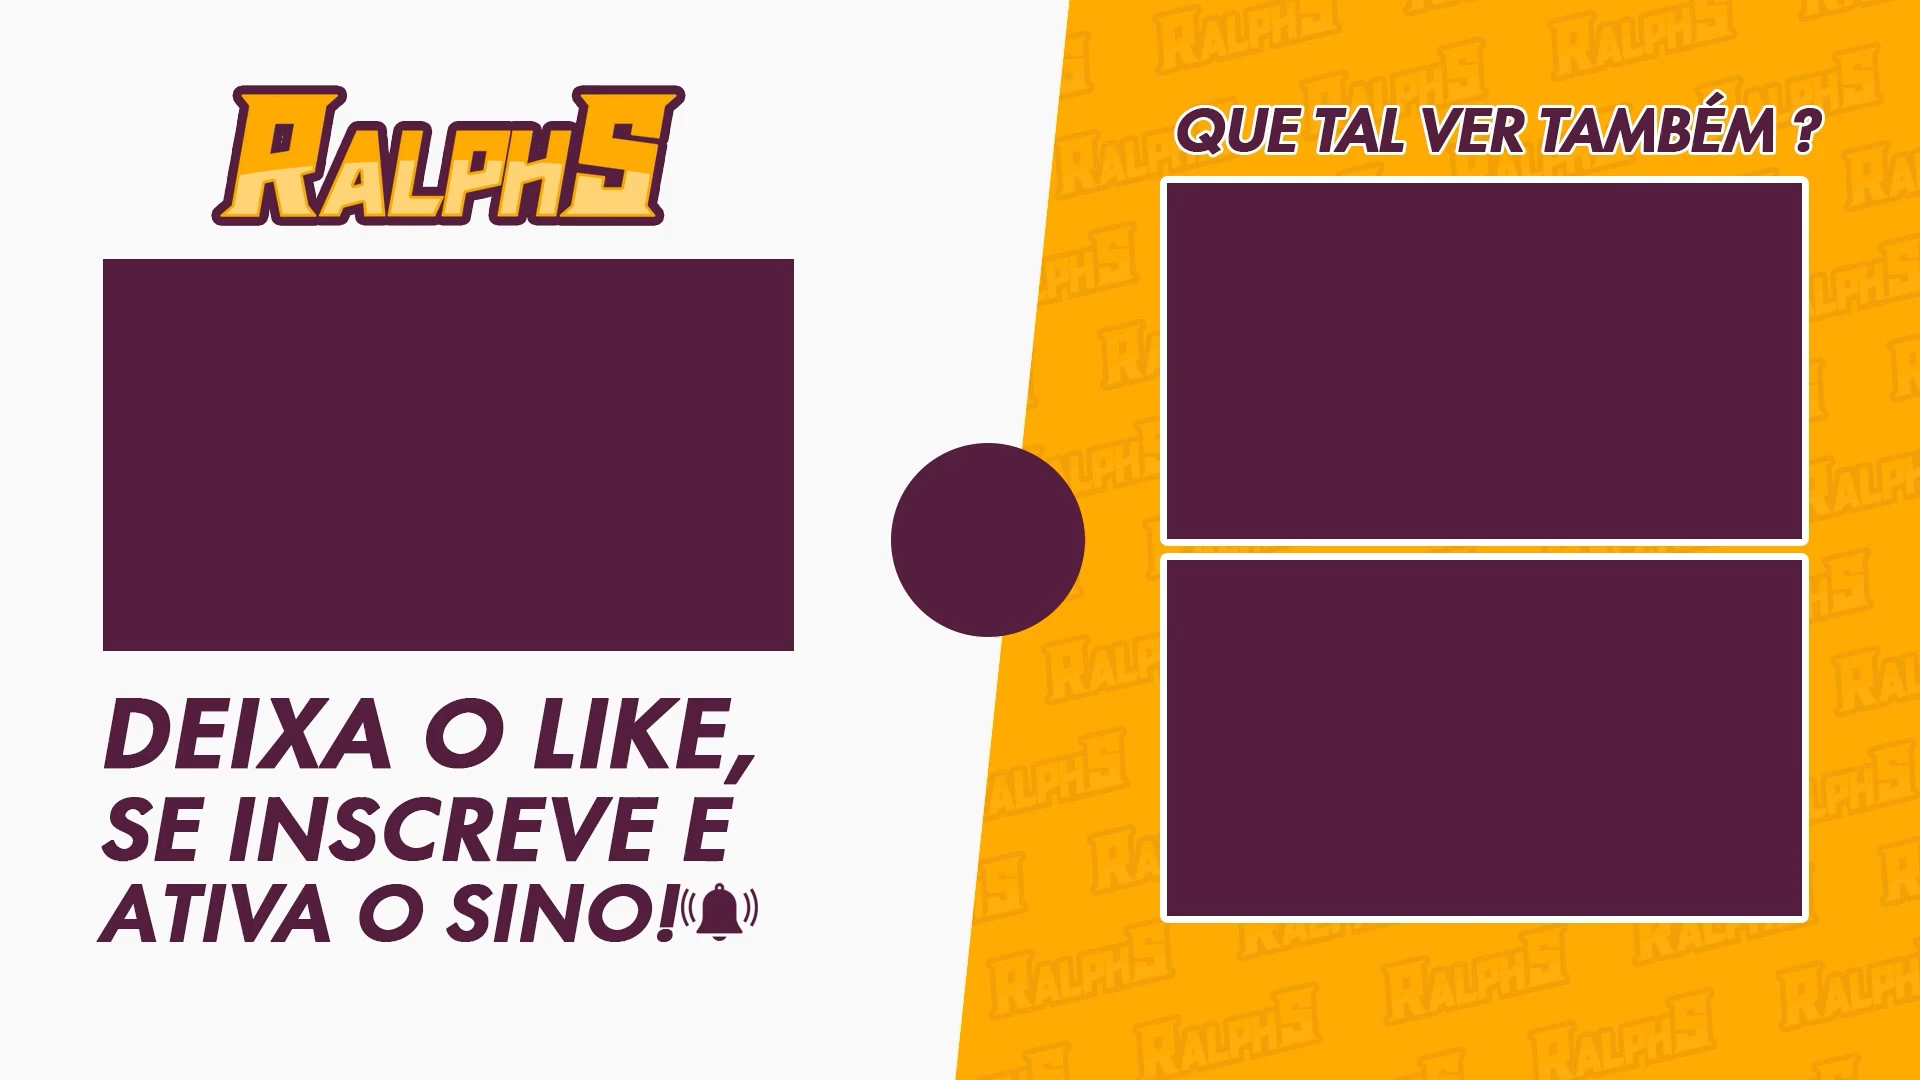 RALPHS
DEIXA O LIKE,
SE INSCREVE E
ATIVA O SINO!
QUE TAL VER TAMBÉM ?